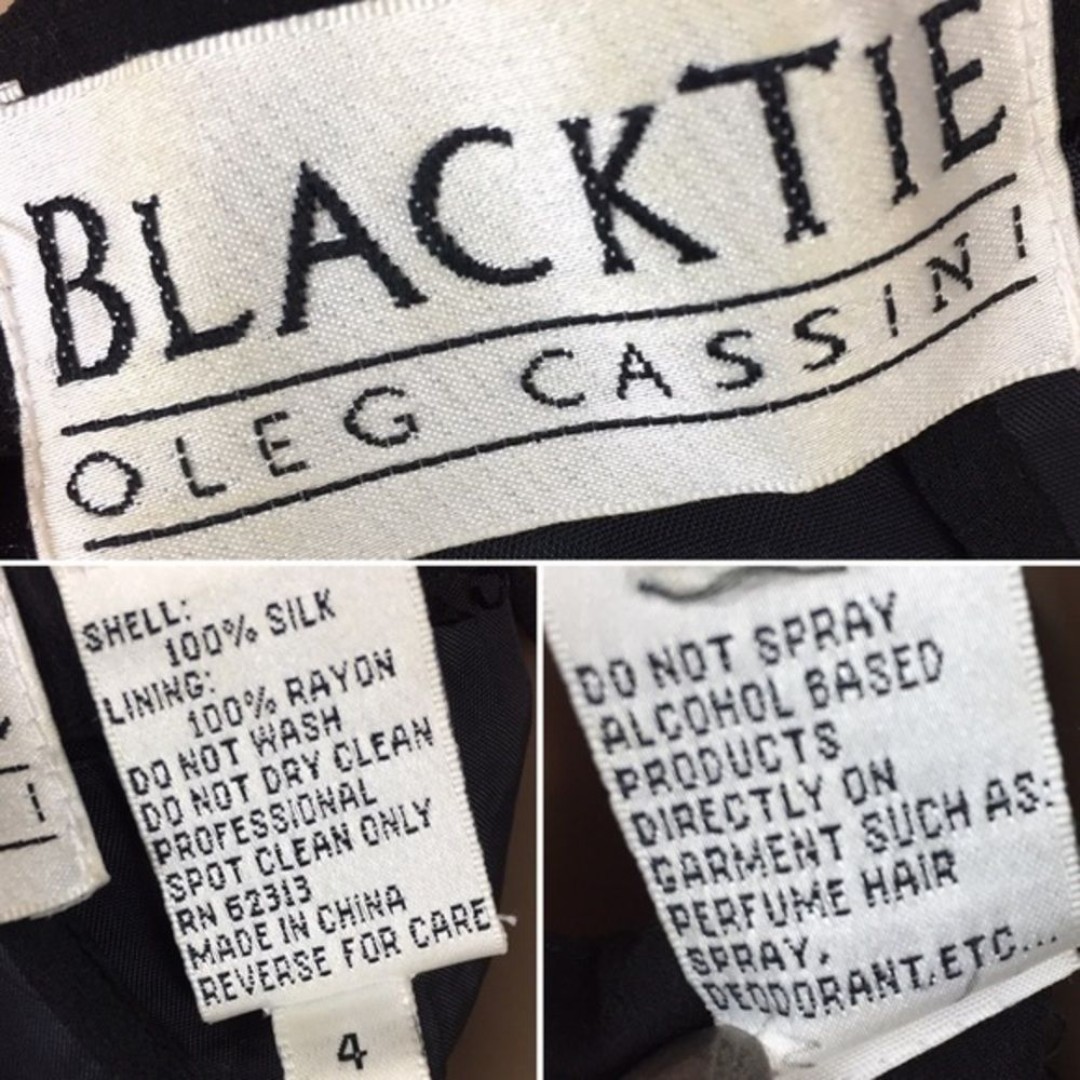 BLACKTIE
OLEG CASSINI
SHELL:
100% SILK
LINING:
100% RAYON
DO NOT WASH
DO NOT DRY CLEAN
PROFESSIONAL
SPOT CLEAN ONLY
RN 62313
MADE IN CHINA
REVERSE FOR CARE
4
I
DO NOT SPRAY
ALCOHOL BASED
PRODUCTS
DIRECTLY ON
GARMENT SUCH AS:
PERFUME HAIR
SPRAY,
DEODORANT,ETC...